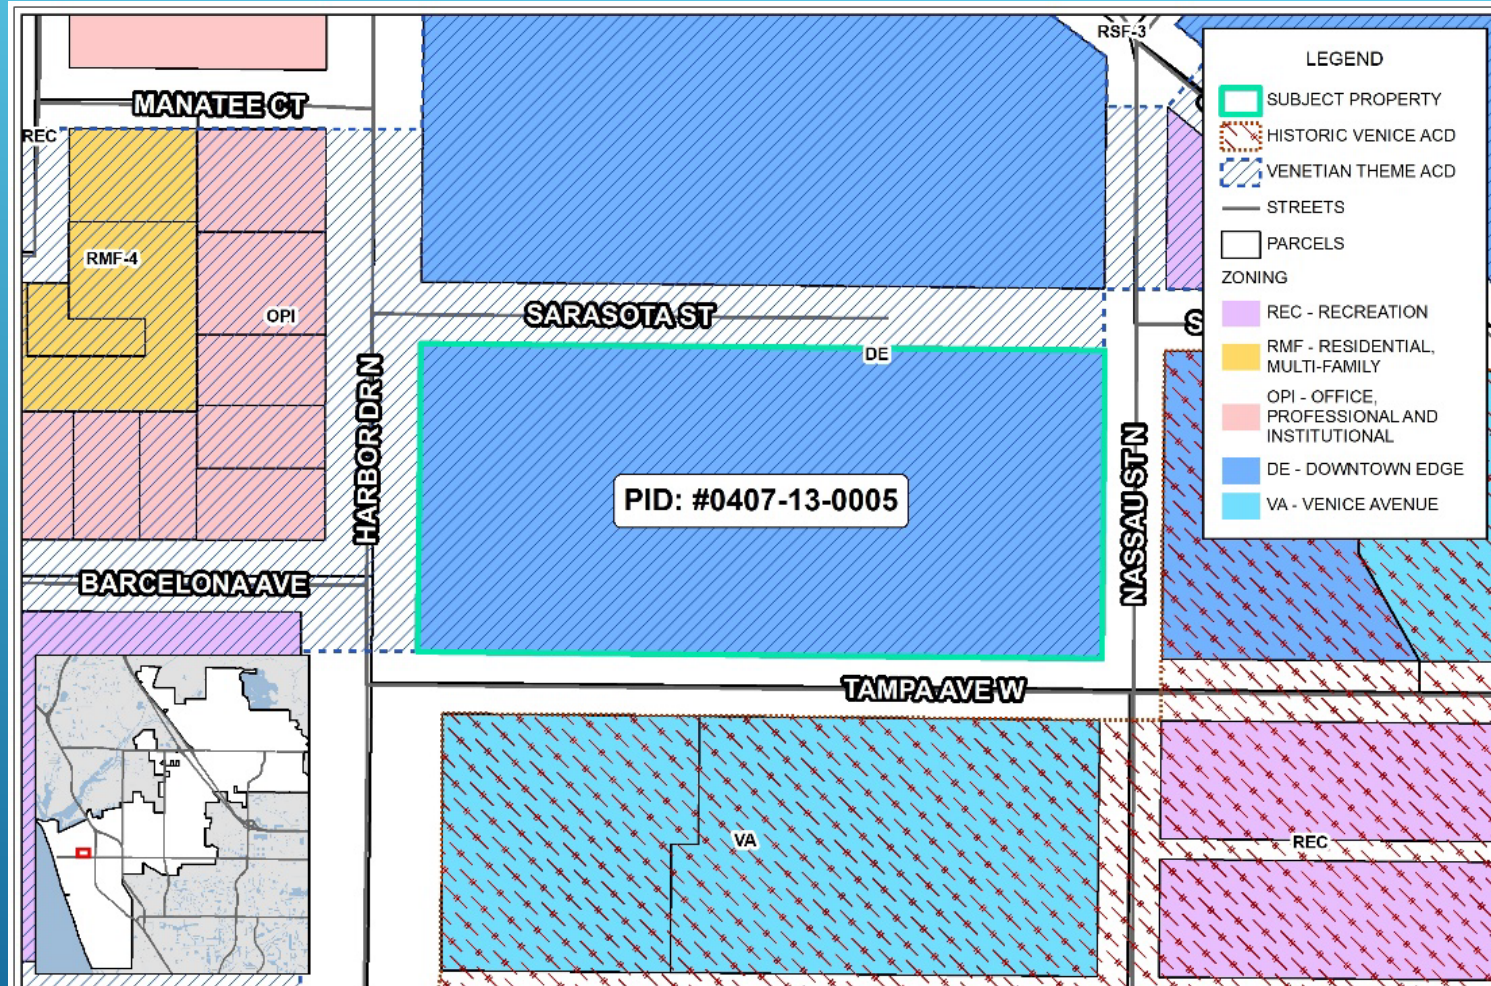 RSF-3
MANATEE CT
REC
RMF-4
OPI
SARASOTA ST
DE
HARBOR DR N
PID: #0407-13-0005
NASSAU ST N
BARCELONA AVE
TAMPA AVE W
VA
REC
LEGEND
SUBJECT PROPERTY
HISTORIC VENICE ACD
VENETIAN THEME ACD
STREETS
PARCELS
ZONING
REC - RECREATION
RMF - RESIDENTIAL,
MULTI-FAMILY
OPI - OFFICE,
PROFESSIONAL AND
INSTITUTIONAL
DE - DOWNTOWN EDGE
VA - VENICE AVENUE